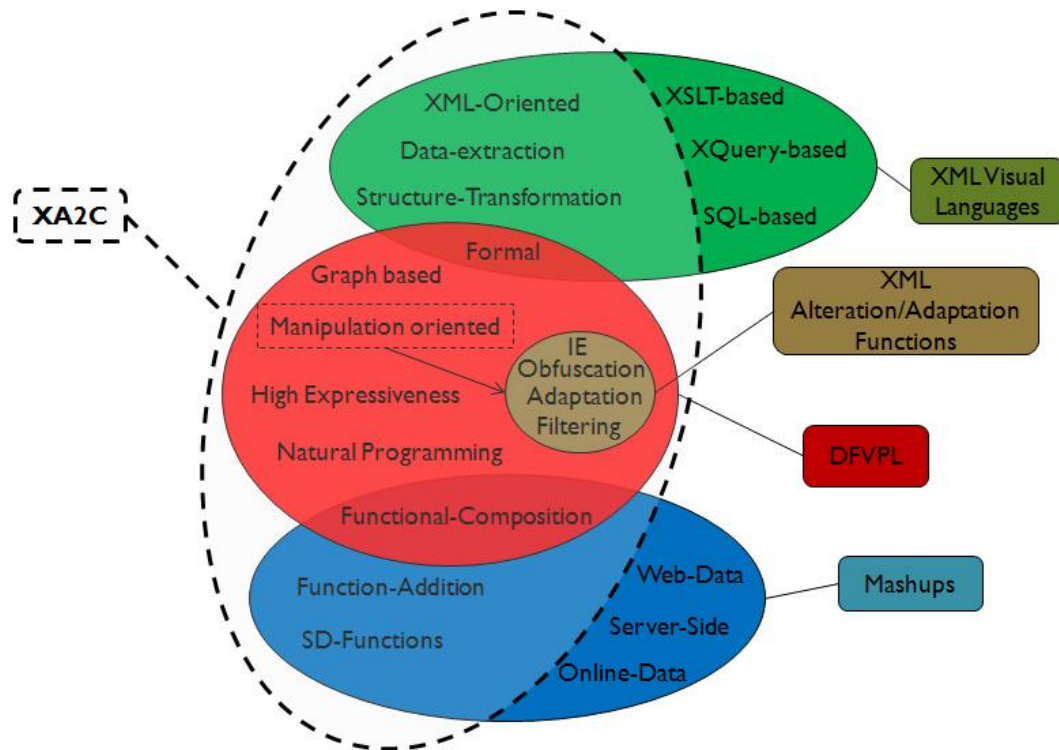 XML-Oriented
XSLT-based
Data-extraction
XQuery-based
Structure-Transformation
SQL-based
XML Visual
Languages
XA2C
Formal
Graph based
Manipulation oriented
XML
Alteration/Adaptation
Functions
IE
Obfuscation
Adaptation
Filtering
High Expressiveness
Natural Programming
DFVPL
Functional-Composition
Function-Addition
Web-Data
Mashups
SD-Functions
Server-Side
Online-Data